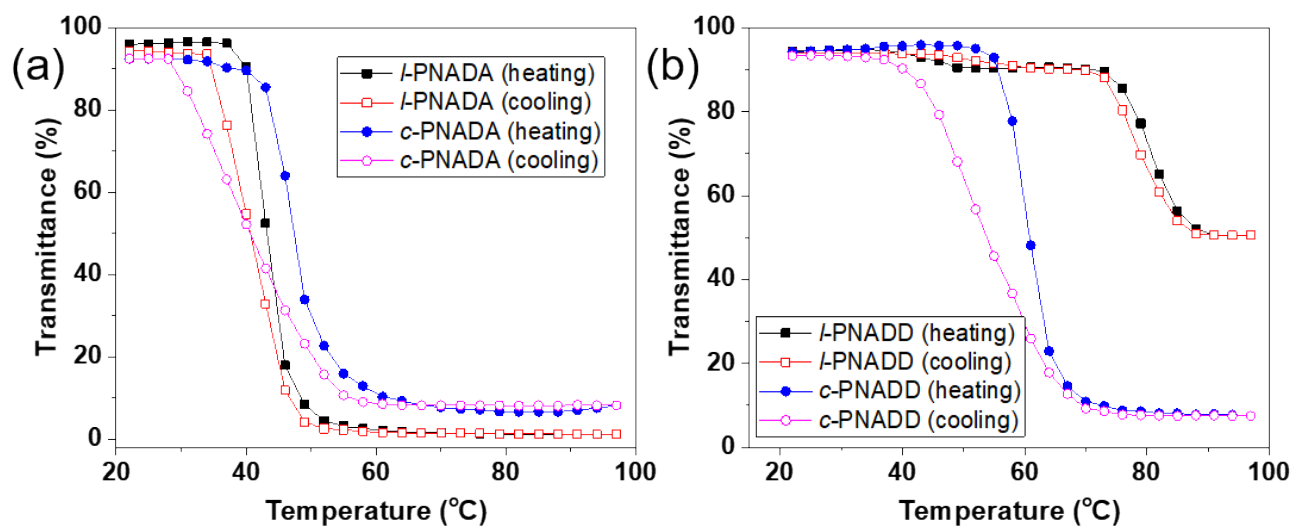 (a)
100
80
60
40
20
0
Transmittance (%)
l-PNADA (heating)
l-PNADA (cooling)
c-PNADA (heating)
c-PNADA (cooling)
20 40 60 80 100
Temperature (°C)
(b)
100
80
60
40
20
0
Transmittance (%)
l-PNADD (heating)
l-PNADD (cooling)
c-PNADD (heating)
c-PNADD (cooling)
20 40 60 80 100
Temperature (°C)